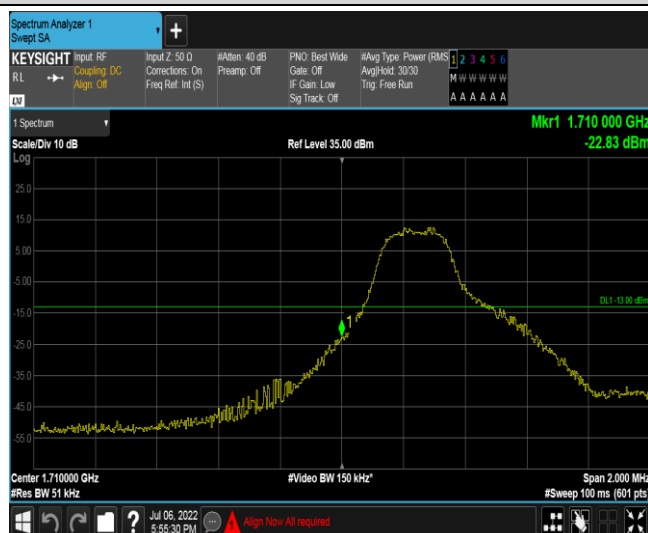 Spectrum Analyzer 1
Swept SA
KEYSIGHT
RL
LXI
Input: RF
Coupling: DC
Align: Off
Input Z: 50 Ω
Corrections: On
Freq Ref: Int (S)
#Atten: 40 dB
Preamp: Off
PNO: Best Wide
Gate: Off
IF Gain: Low
Sig Track: Off
#Avg Type: Power (RMS
Avg|Hold: 30/30
Trig: Free Run
1 2 3 4 5 6
M W W W W W
A A A A A A
1 Spectrum
Scale/Div 10 dB
Ref Level 35.00 dBm
Mkr1 1.710 000 GHz
-22.83 dBm
Log
25.0
15.0
5.00
-5.00
DL1 -13.00 dBm
-15.0
1
-25.0
-35.0
-45.0
-55.0
Center 1.710000 GHz
#Video BW 150 kHz*
Span 2.000 MHz
#Res BW 51 kHz
#Sweep 100 ms (601 pts)
?
Jul 06, 2022
5:55:30 PM
Align Now All required